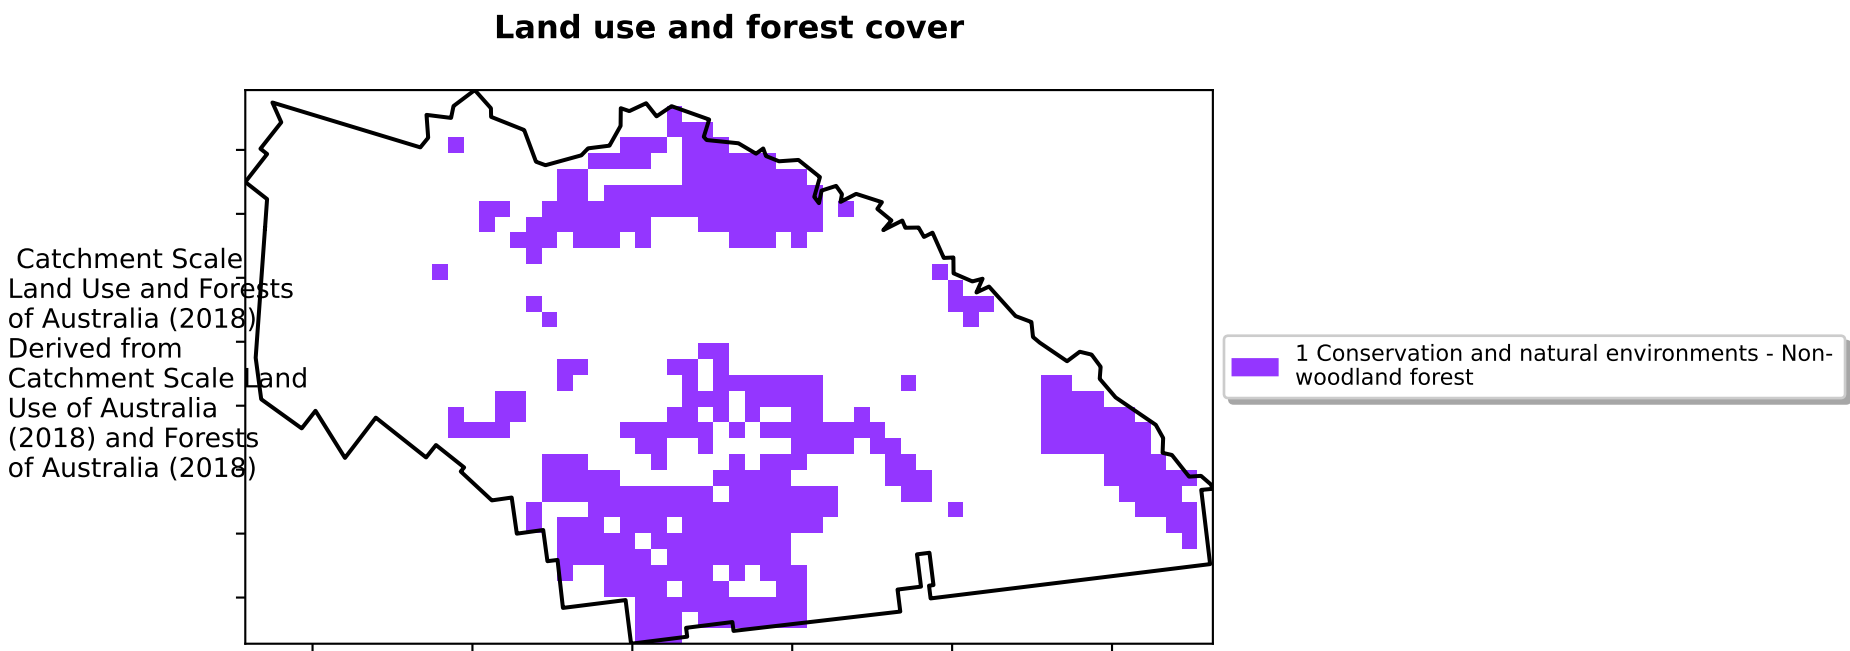 Land use and forest cover
Catchment Scale
Land Use and Forests
of Australia (2018)
Derived from
Catchment Scale Land
Use of Australia
(2018) and Forests
of Australia (2018)
1 Conservation and natural environments - Non-
woodland forest